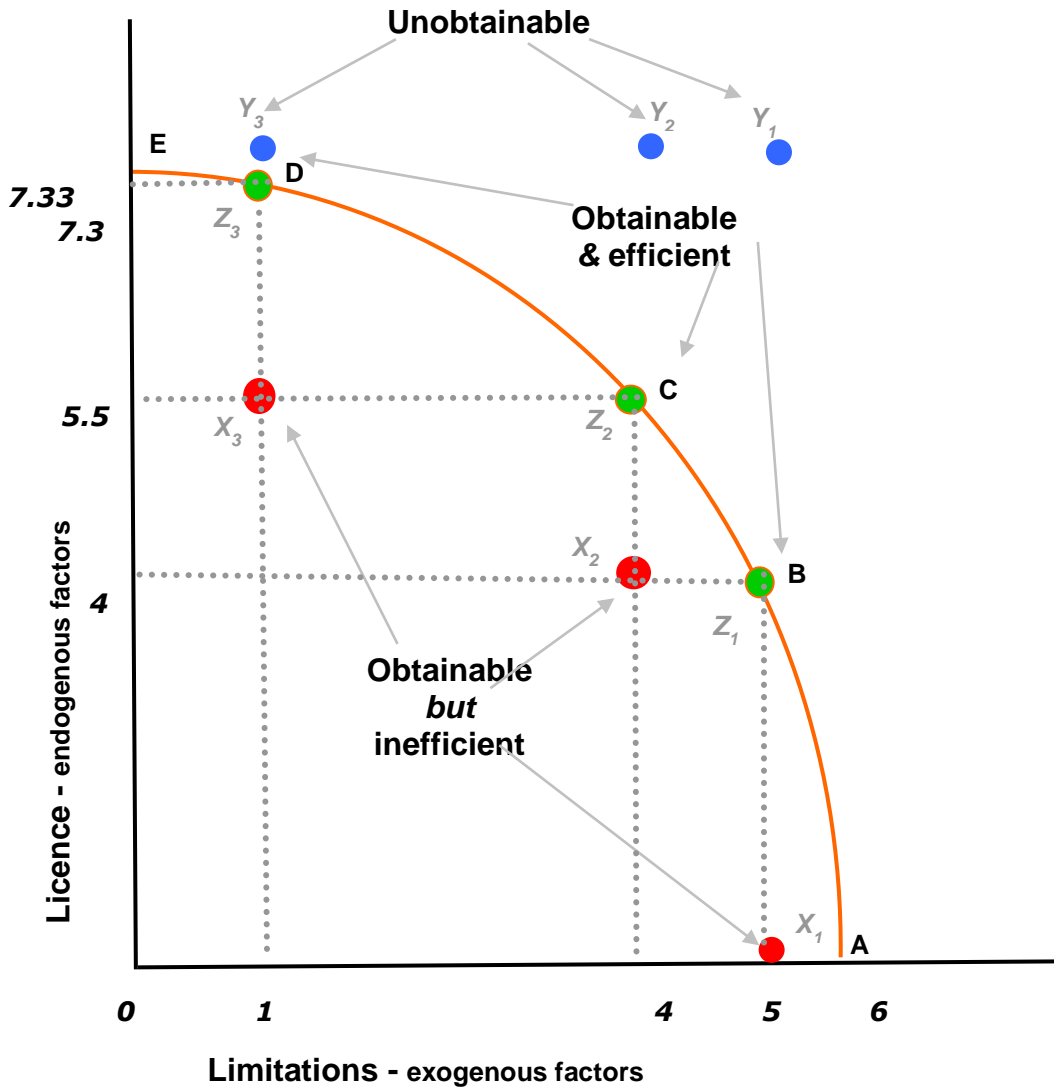 Unobtainable
Y3
Y2
Y1
E
D
7.33
7.3
Z3
Obtainable
& efficient
C
5.5
X3
Z2
X2
B
4
Z1
Obtainable
but
inefficient
Licence - endogenous factors
X1
A
0 1 4 5 6
Limitations - exogenous factors